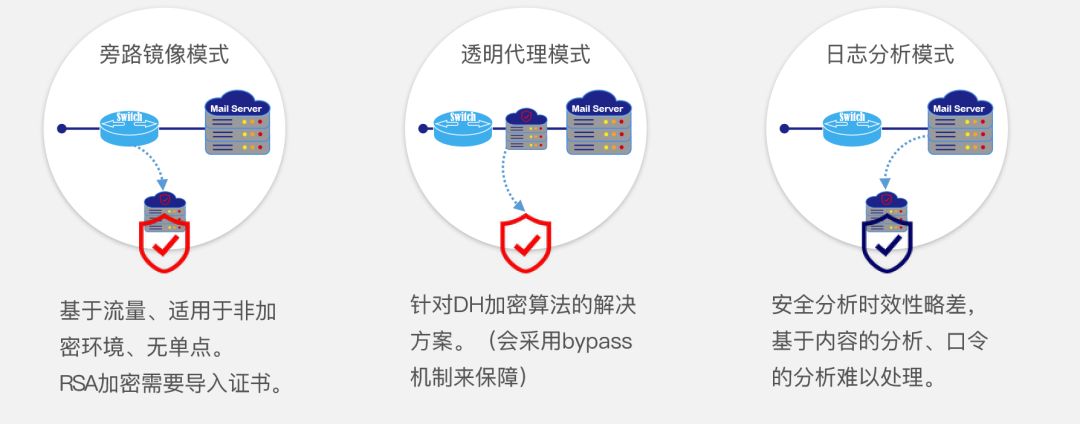 旁路镜像模式
Switch
Mail Server
基于流量、适用于非加
密环境、无单点。
RSA加密需要导入证书。
透明代理模式
Switch
Mail Server
针对DH加密算法的解决
方案。（会采用bypass
机制来保障）
日志分析模式
Switch
Mail Server
安全分析时效性略差，
基于内容的分析、口令
的分析难以处理。